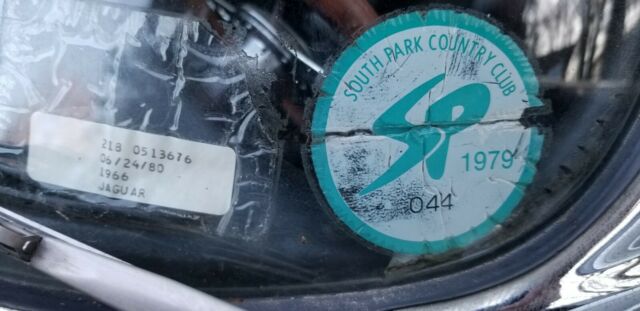 218 0513676
06/24/80
1966
JAGUAR
SOUTH PARK COUNTRY CLUB
SP
1979
044